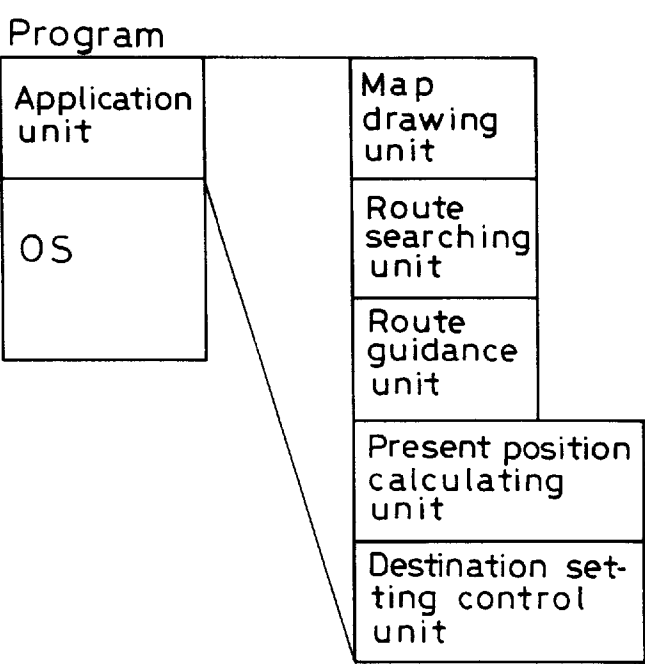 Program
Application
unit
OS
Map
drawing
unit
Route
searching
unit
Route
guidance
unit
Present position
calculating
unit
Destination set-
ting control
unit